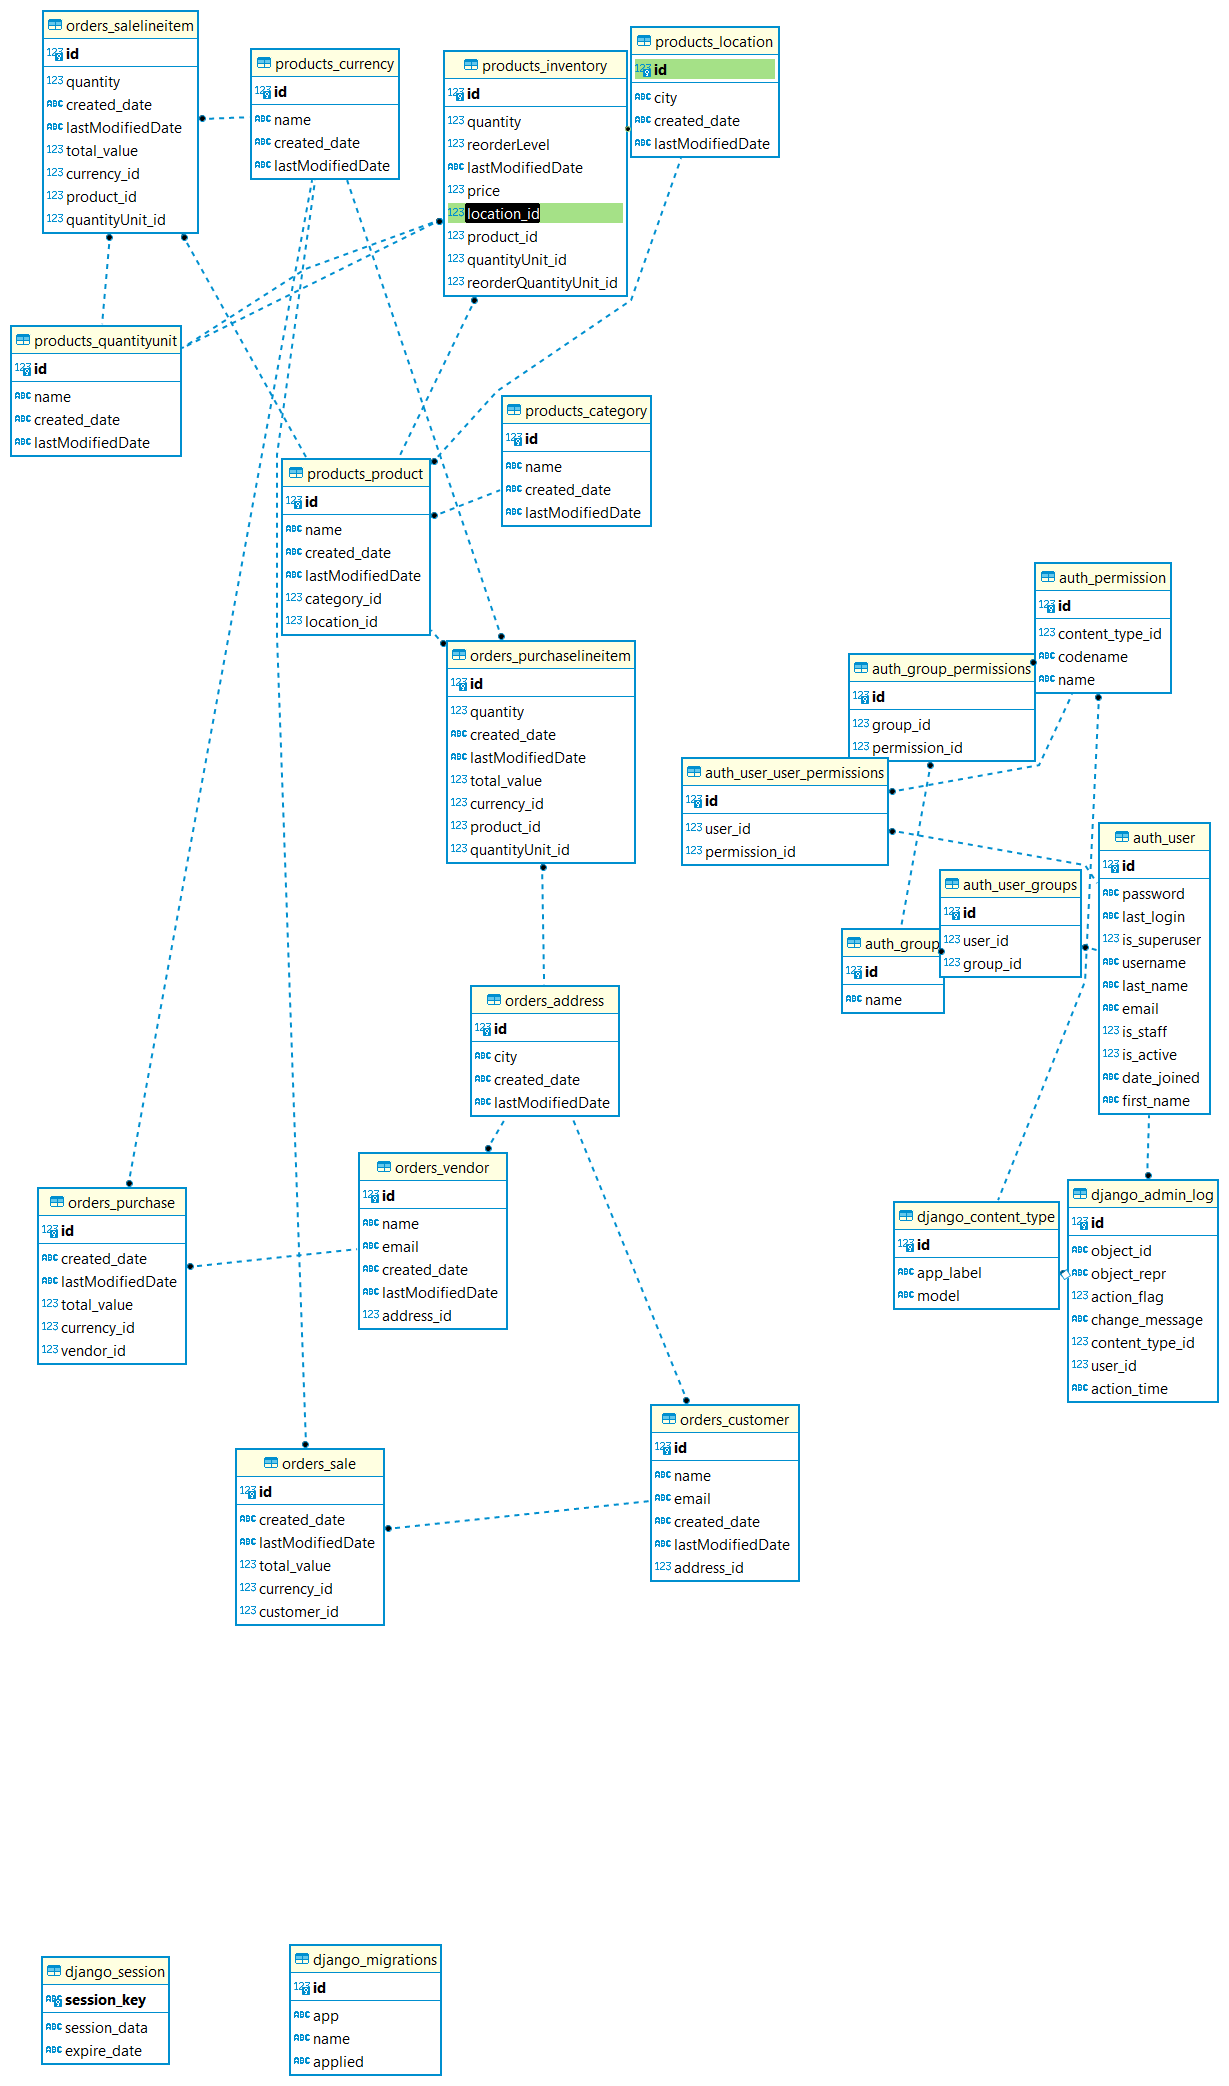 orders_salelineitem
id
quantity
created_date
lastModifiedDate
total_value
currency_id
product_id
quantityUnit_id
products_currency
id
name
created_date
lastModifiedDate
products_inventory
id
quantity
reorderLevel
lastModifiedDate
price
location_id
product_id
quantityUnit_id
reorderQuantityUnit_id
products_location
id
city
created_date
lastModifiedDate
products_quantityunit
id
name
created_date
lastModifiedDate
products_category
id
name
created_date
lastModifiedDate
products_product
id
name
created_date
lastModifiedDate
category_id
location_id
orders_purchaselineitem
id
quantity
created_date
lastModifiedDate
total_value
currency_id
product_id
quantityUnit_id
auth_permission
id
content_type_id
codename
name
auth_group_permissions
id
group_id
permission_id
auth_user_user_permissions
id
user_id
permission_id
auth_user
id
password
last_login
is_superuser
username
last_name
email
is_staff
is_active
date_joined
first_name
auth_user_groups
id
user_id
group_id
auth_group
id
name
orders_address
id
city
created_date
lastModifiedDate
orders_vendor
id
name
email
created_date
lastModifiedDate
address_id
orders_purchase
id
created_date
lastModifiedDate
total_value
currency_id
vendor_id
django_content_type
id
app_label
model
django_admin_log
id
object_id
object_repr
action_flag
change_message
content_type_id
user_id
action_time
orders_customer
id
name
email
created_date
lastModifiedDate
address_id
orders_sale
id
created_date
lastModifiedDate
total_value
currency_id
customer_id
django_session
session_key
session_data
expire_date
django_migrations
id
app
name
applied